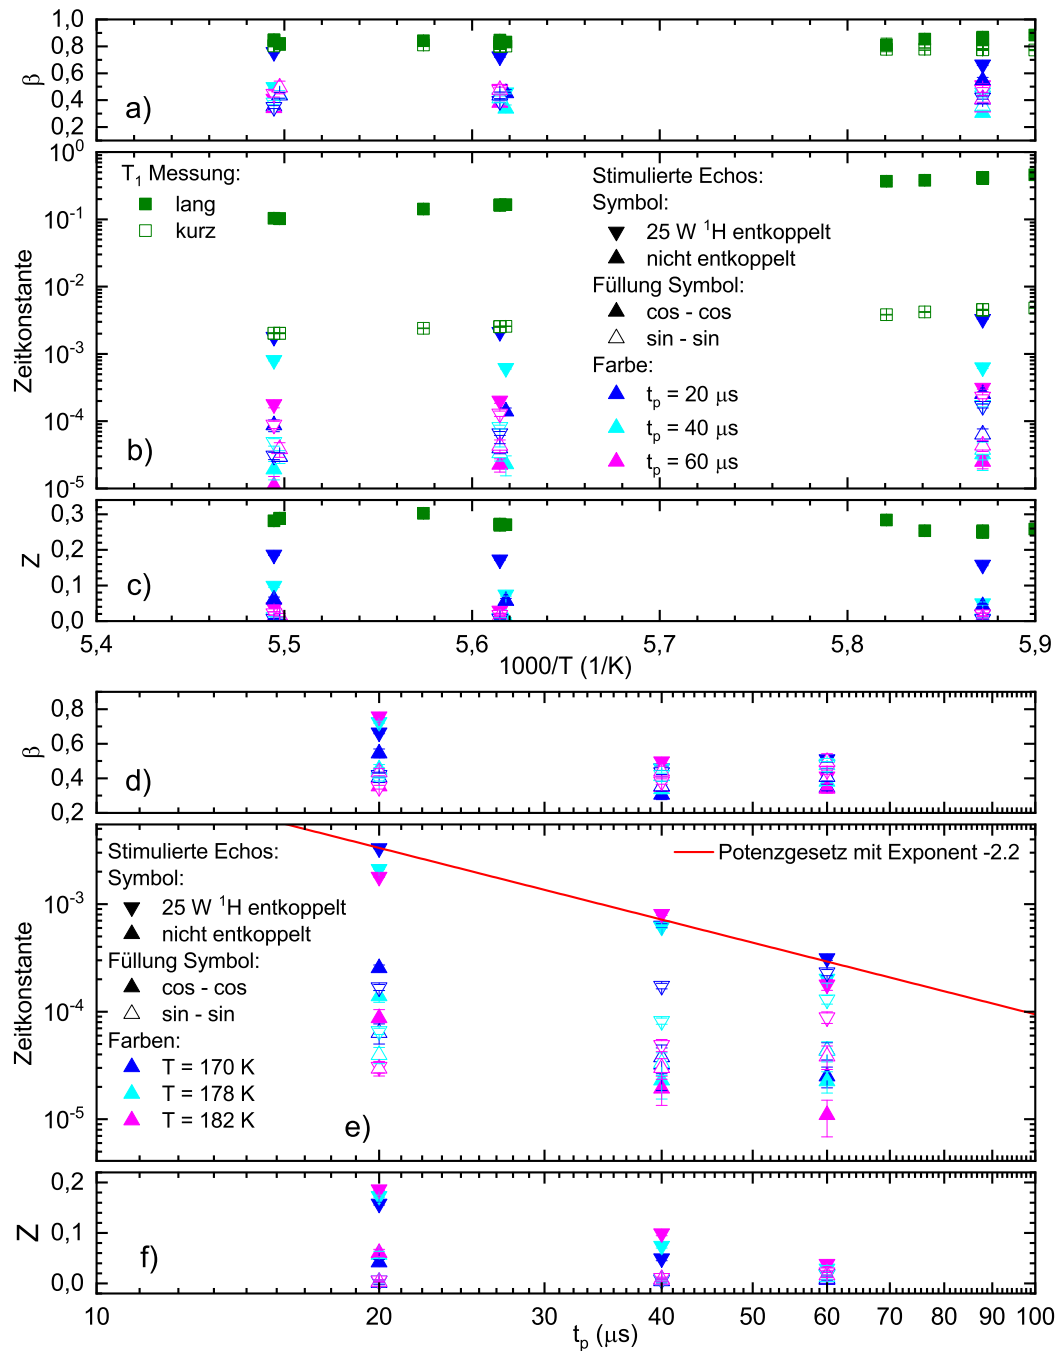 1,0
0,8
0,6
0,4
0,2
β
a)
10⁰
10⁻¹
10⁻²
10⁻³
10⁻⁴
10⁻⁵
Zeitkonstante
T₁ Messung:
lang
kurz
b)
Stimulierte Echos:
Symbol:
25 W ¹H entkoppelt
nicht entkoppelt
Füllung Symbol:
cos - cos
sin - sin
Farbe:
tₚ = 20 μs
tₚ = 40 μs
tₚ = 60 μs
0,3
0,2
0,1
0,0
Z
c)
5,4 5,5 5,6 5,7 5,8 5,9
1000/T (1/K)
0,8
0,6
0,4
0,2
β
d)
10⁻³
10⁻⁴
10⁻⁵
Zeitkonstante
Stimulierte Echos:
Symbol:
25 W ¹H entkoppelt
nicht entkoppelt
Füllung Symbol:
cos - cos
sin - sin
Farben:
T = 170 K
T = 178 K
T = 182 K
Potenzgesetz mit Exponent -2.2
e)
0,2
0,1
0,0
Z
f)
10 20 30 40 50 60 70 80 90 100
tₚ (μs)